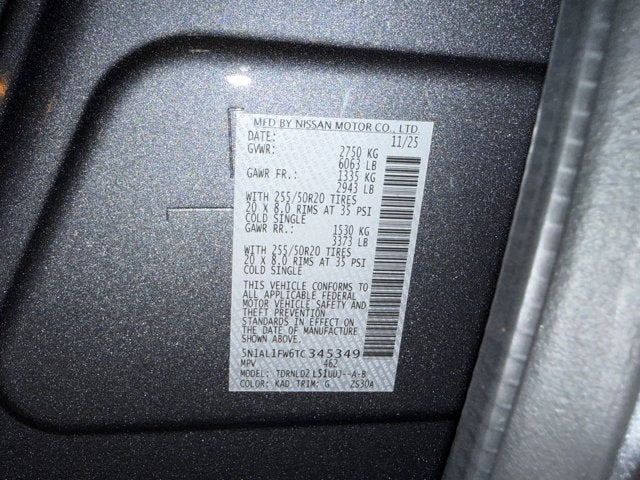 MFD BY NISSAN MOTOR CO., LTD.
DATE: 11/25
GVWR: 2750 KG
6063 LB
GAWR FR.: 1335 KG
2943 LB
WITH 255/50R20 TIRES
20 X 8.0 RIMS AT 35 PSI
COLD SINGLE
GAWR RR.: 1530 KG
3373 LB
WITH 255/50R20 TIRES
20 X 8.0 RIMS AT 35 PSI
COLD SINGLE
THIS VEHICLE CONFORMS TO
ALL APPLICABLE FEDERAL
MOTOR VEHICLE SAFETY AND
THEFT PREVENTION
STANDARDS IN EFFECT ON
THE DATE OF MANUFACTURE
SHOWN ABOVE.
5N1AL1FW6TC345349
MPV 462
MODEL: TDRNLDZ L51UUJ--A-B
COLOR: KAD TRIM: G ZS30A